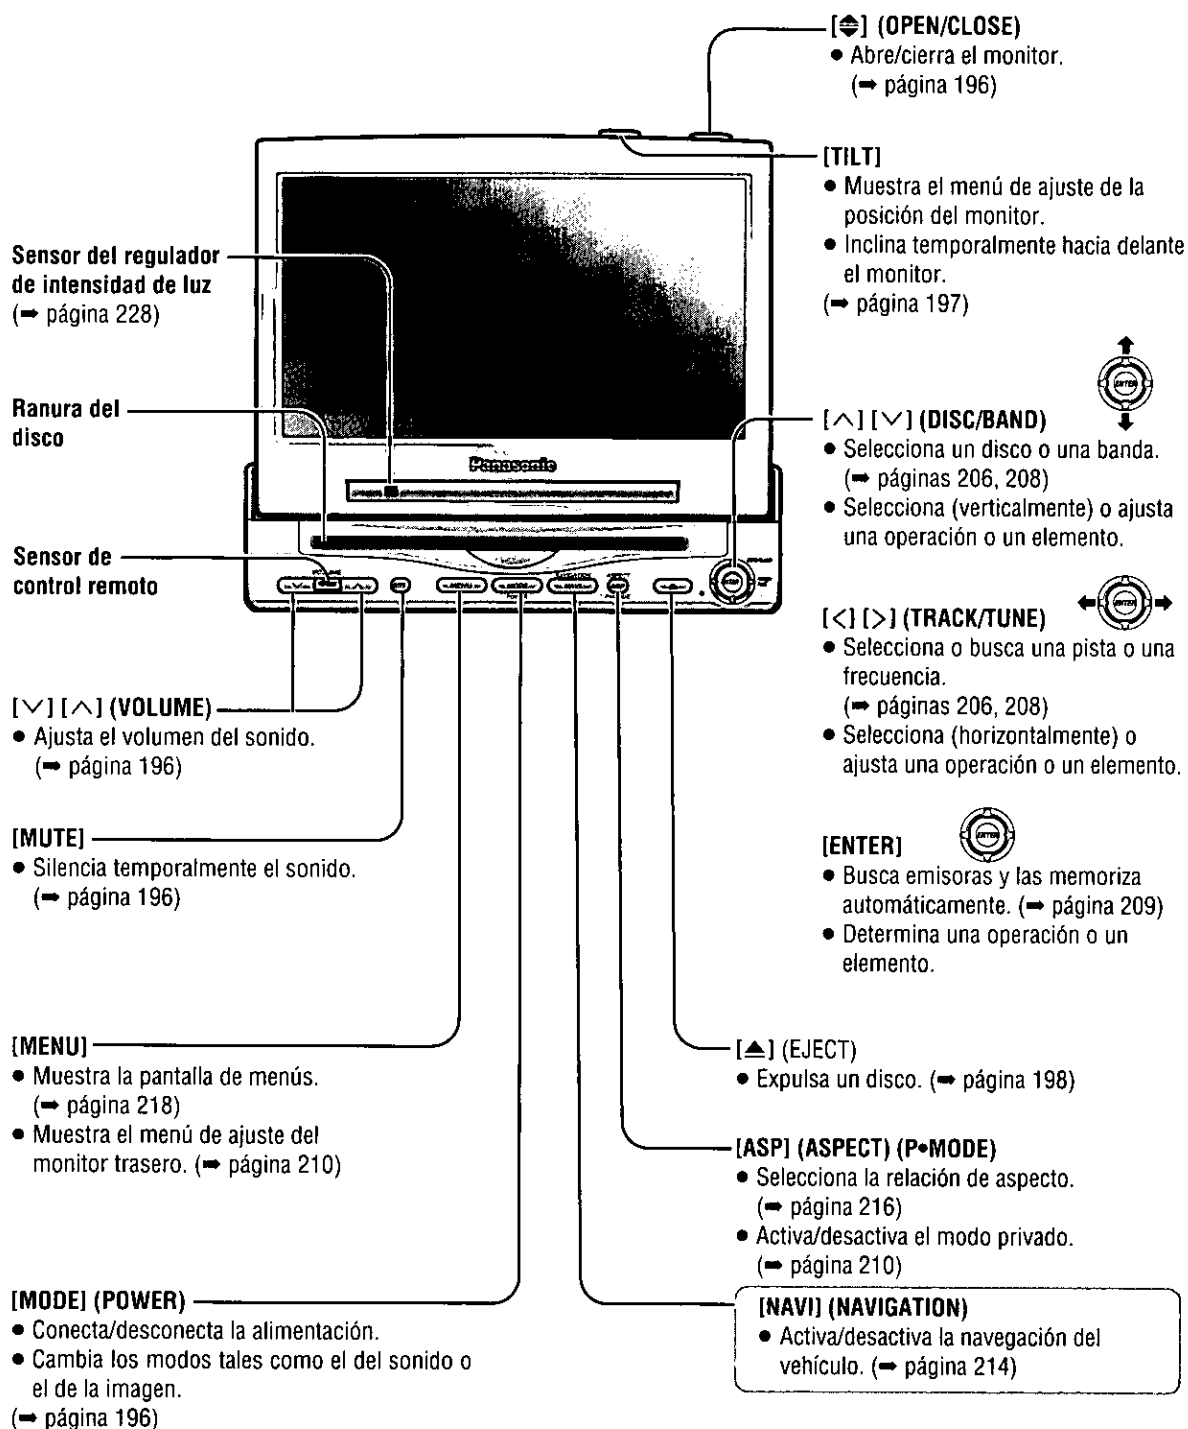 [⏏] (OPEN/CLOSE)
● Abre/cierra el monitor.
(➡ página 196)
[TILT]
● Muestra el menú de ajuste de la
posición del monitor.
● Inclina temporalmente hacia delante
el monitor.
(➡ página 197)
Sensor del regulador
de intensidad de luz
(➡ página 228)
Ranura del
disco
Sensor de
control remoto
Panasonic
VOLUME
MENU
MODE
NAVI
ASP
ENTER
ENTER
[∧] [∨] (DISC/BAND)
● Selecciona un disco o una banda.
(➡ páginas 206, 208)
● Selecciona (verticalmente) o ajusta
una operación o un elemento.
ENTER
[<] [>] (TRACK/TUNE)
● Selecciona o busca una pista o una
frecuencia.
(➡ páginas 206, 208)
● Selecciona (horizontalmente) o
ajusta una operación o un elemento.
ENTER
[ENTER]
● Busca emisoras y las memoriza
automáticamente. (➡ página 209)
● Determina una operación o un
elemento.
[∨] [∧] (VOLUME)
● Ajusta el volumen del sonido.
(➡ página 196)
[MUTE]
● Silencia temporalmente el sonido.
(➡ página 196)
[MENU]
● Muestra la pantalla de menús.
(➡ página 218)
● Muestra el menú de ajuste del
monitor trasero. (➡ página 210)
[MODE] (POWER)
● Conecta/desconecta la alimentación.
● Cambia los modos tales como el del sonido o
el de la imagen.
(➡ página 196)
[⏏] (EJECT)
● Expulsa un disco. (➡ página 198)
[ASP] (ASPECT) (P•MODE)
● Selecciona la relación de aspecto.
(➡ página 216)
● Activa/desactiva el modo privado.
(➡ página 210)
[NAVI] (NAVIGATION)
● Activa/desactiva la navegación del
vehículo. (➡ página 214)